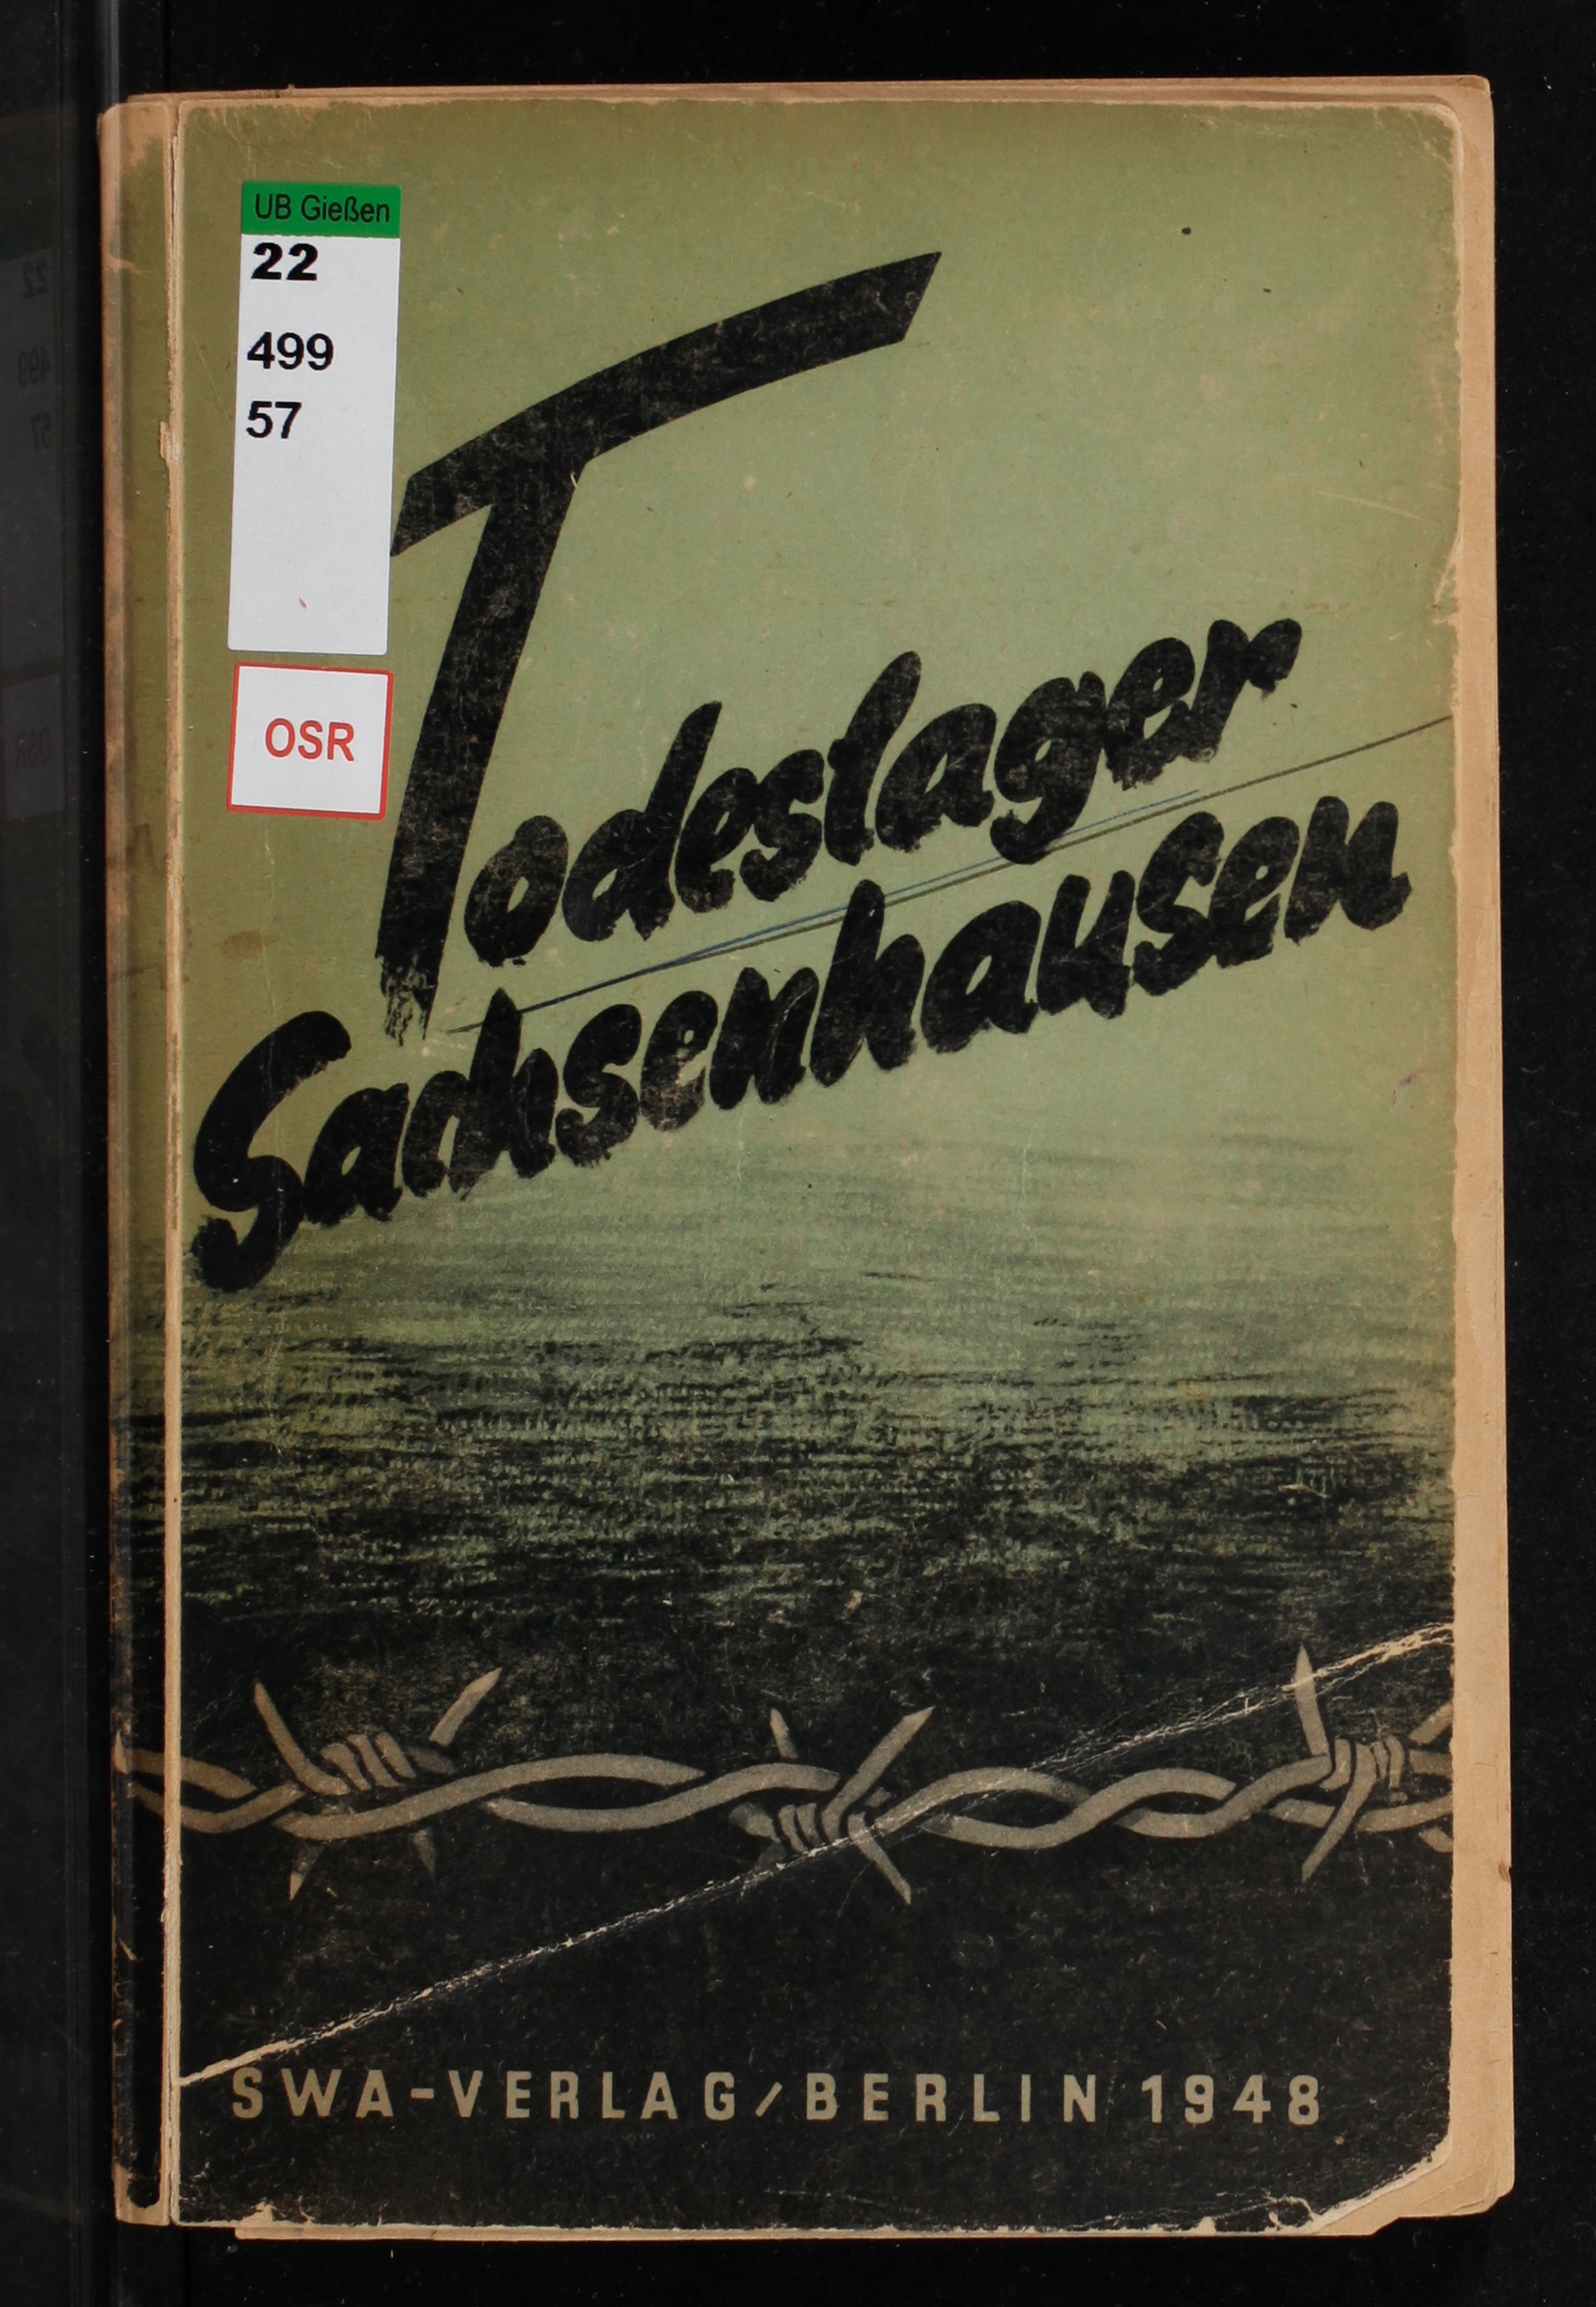 UB Gießen
22
499
57
OSR
Todeslager
Sachsenhausen
SWA-VERLAG/BERLIN 1948